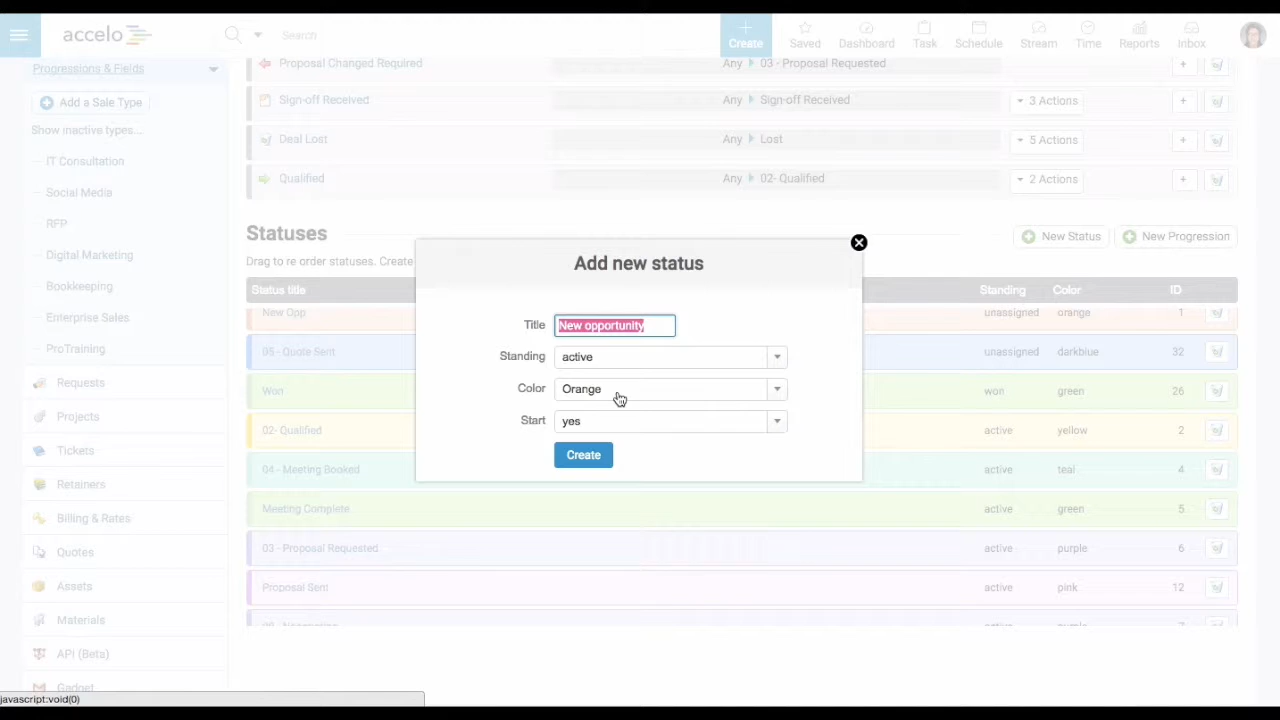 accelo
Search
Create
Saved
Dashboard
Task
Schedule
Stream
Time
Reports
Inbox
Progressions & Fields
Add a Sale Type
Show inactive types...
IT Consultation
Social Media
RFP
Digital Marketing
Bookkeeping
Enterprise Sales
ProTraining
Requests
Projects
Tickets
Retainers
Billing & Rates
Quotes
Assets
Materials
API (Beta)
Gadget
Proposal Changed Required Any 03 - Proposal Requested
Sign-off Received Any Sign-off Received 3 Actions
Deal Lost Any Lost 5 Actions
Qualified Any 02- Qualified 2 Actions
Statuses
New Status
New Progression
Drag to re order statuses. Create
Status title Standing Color ID
New Opp unassigned orange 1
05 - Quote Sent unassigned darkblue 32
Won won green 26
02- Qualified active yellow 2
04 - Meeting Booked active teal 4
Meeting Complete active green 5
03 - Proposal Requested active purple 6
Proposal Sent active pink 12
Add new status
Title New opportunity
Standing active
Color Orange
Start yes
Create
javascript:void(0)